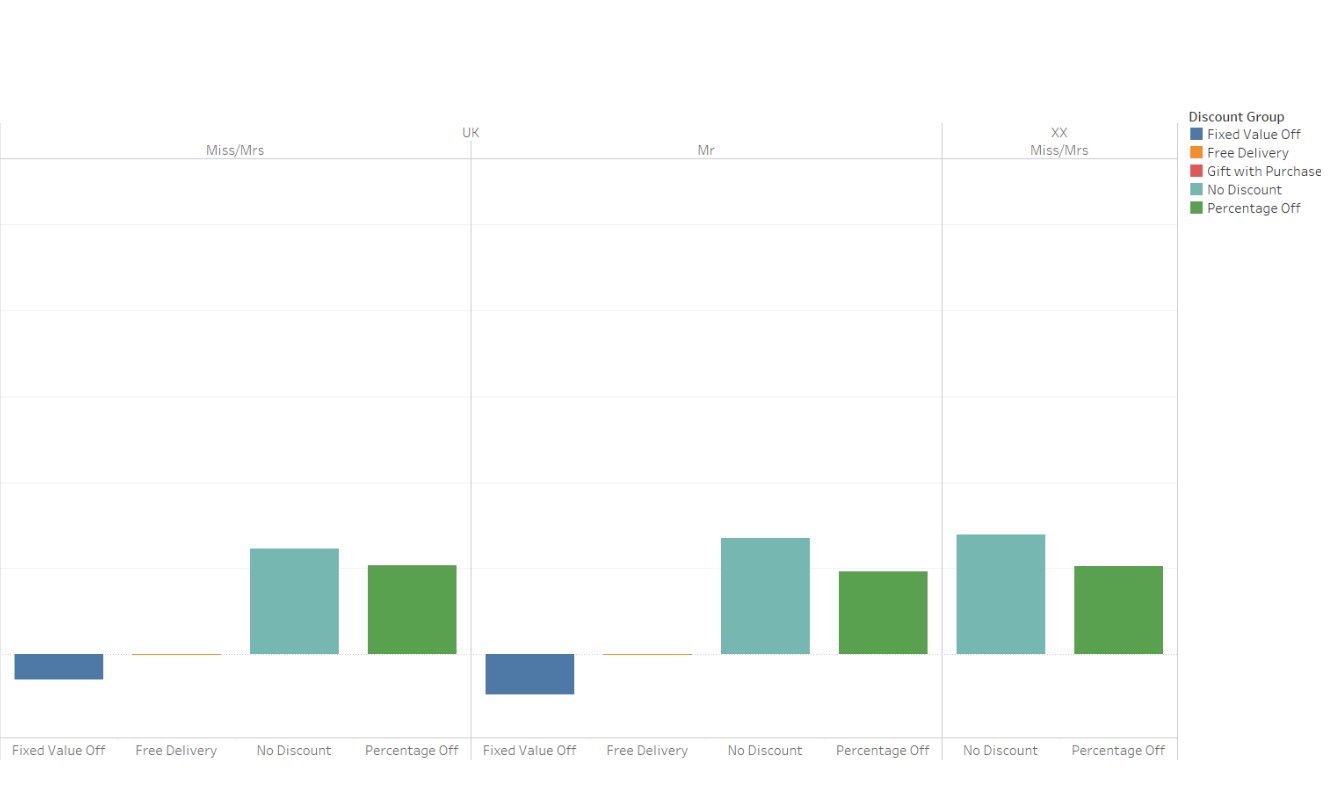 UK
XX
Miss/Mrs
Mr
Miss/Mrs
Discount Group
Fixed Value Off
Free Delivery
Gift with Purchase
No Discount
Percentage Off
Fixed Value Off
Free Delivery
No Discount
Percentage Off
Fixed Value Off
Free Delivery
No Discount
Percentage Off
No Discount
Percentage Off